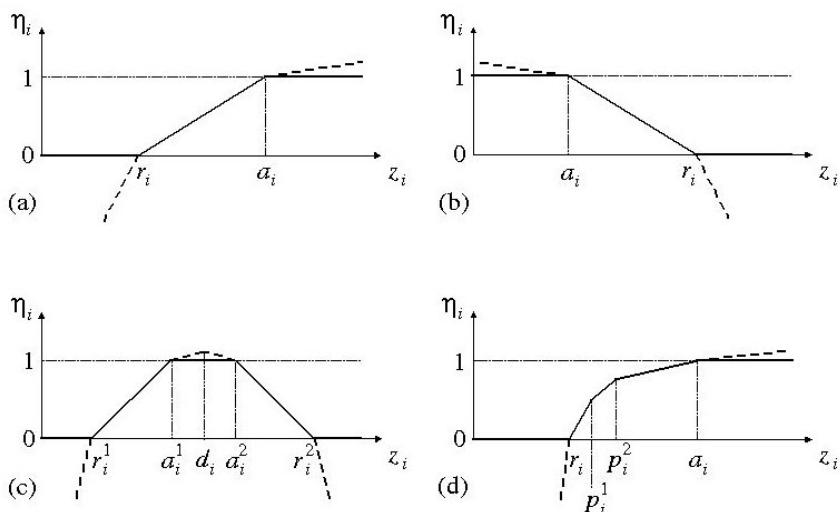 η_i
1
0
r_i
a_i
z_i
(a)
η_i
1
0
a_i
r_i
z_i
(b)
η_i
1
0
r_i^1
a_i^1
d_i
a_i^2
r_i^2
z_i
(c)
η_i
1
0
r_i
p_i^1
p_i^2
a_i
z_i
(d)